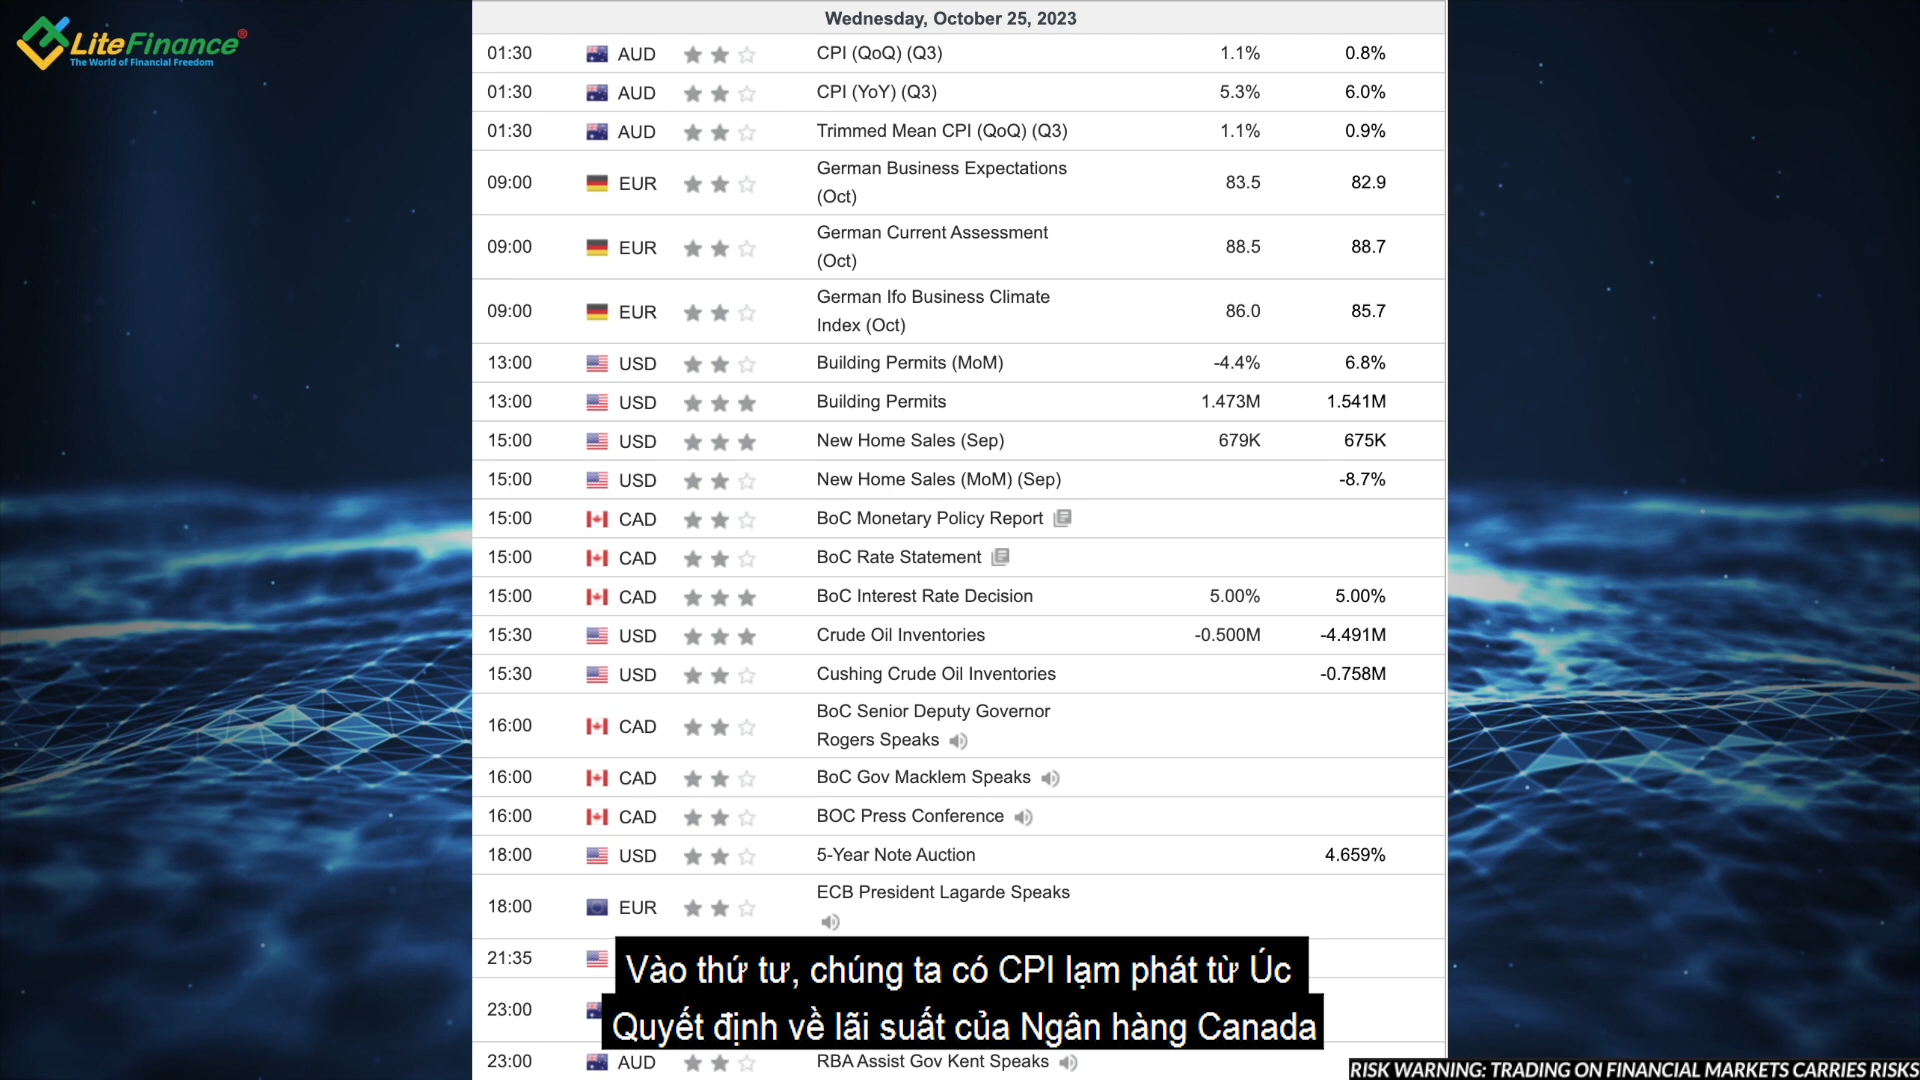 LiteFinance®
The World of Financial Freedom
Wednesday, October 25, 2023
01:30 AUD CPI (QoQ) (Q3) 1.1% 0.8%
01:30 AUD CPI (YoY) (Q3) 5.3% 6.0%
01:30 AUD Trimmed Mean CPI (QoQ) (Q3) 1.1% 0.9%
09:00 EUR German Business Expectations (Oct) 83.5 82.9
09:00 EUR German Current Assessment (Oct) 88.5 88.7
09:00 EUR German Ifo Business Climate Index (Oct) 86.0 85.7
13:00 USD Building Permits (MoM) -4.4% 6.8%
13:00 USD Building Permits 1.473M 1.541M
15:00 USD New Home Sales (Sep) 679K 675K
15:00 USD New Home Sales (MoM) (Sep) -8.7%
15:00 CAD BoC Monetary Policy Report
15:00 CAD BoC Rate Statement
15:00 CAD BoC Interest Rate Decision 5.00% 5.00%
15:30 USD Crude Oil Inventories -0.500M -4.491M
15:30 USD Cushing Crude Oil Inventories -0.758M
16:00 CAD BoC Senior Deputy Governor Rogers Speaks
16:00 CAD BoC Gov Macklem Speaks
16:00 CAD BOC Press Conference
18:00 USD 5-Year Note Auction 4.659%
18:00 EUR ECB President Lagarde Speaks
21:35
23:00
Vào thứ tư, chúng ta có CPI lạm phát từ Úc
Quyết định về lãi suất của Ngân hàng Canada
23:00 AUD RBA Assist Gov Kent Speaks
RISK WARNING: TRADING ON FINANCIAL MARKETS CARRIES RISKS